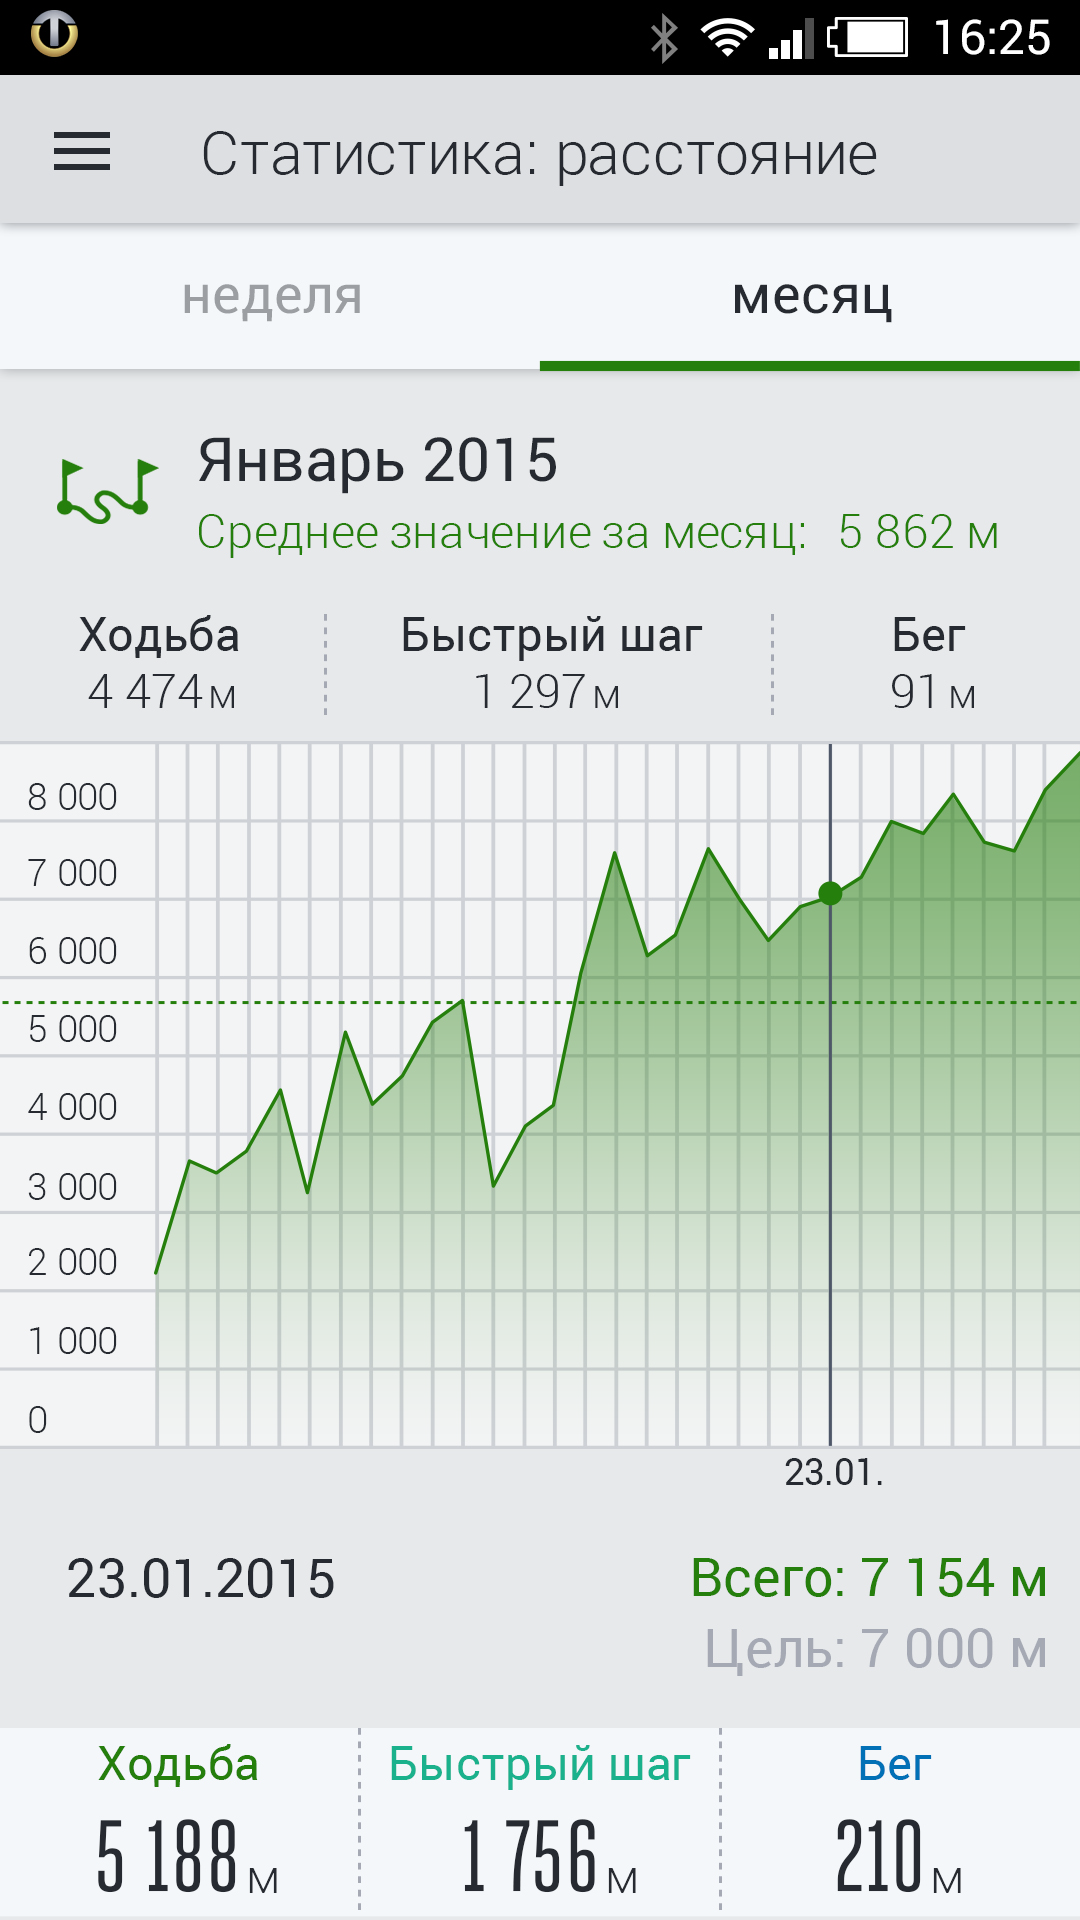 16:25
Статистика: расстояние
неделя месяц
Январь 2015
Среднее значение за месяц: 5 862 м
Ходьба Быстрый шаг Бег
4 474 м 1 297 м 91 м
8 000
7 000
6 000
5 000
4 000
3 000
2 000
1 000
0
23.01.
23.01.2015 Всего: 7 154 м
Цель: 7 000 м
Ходьба Быстрый шаг Бег
5 188 м 1 756 м 210 м